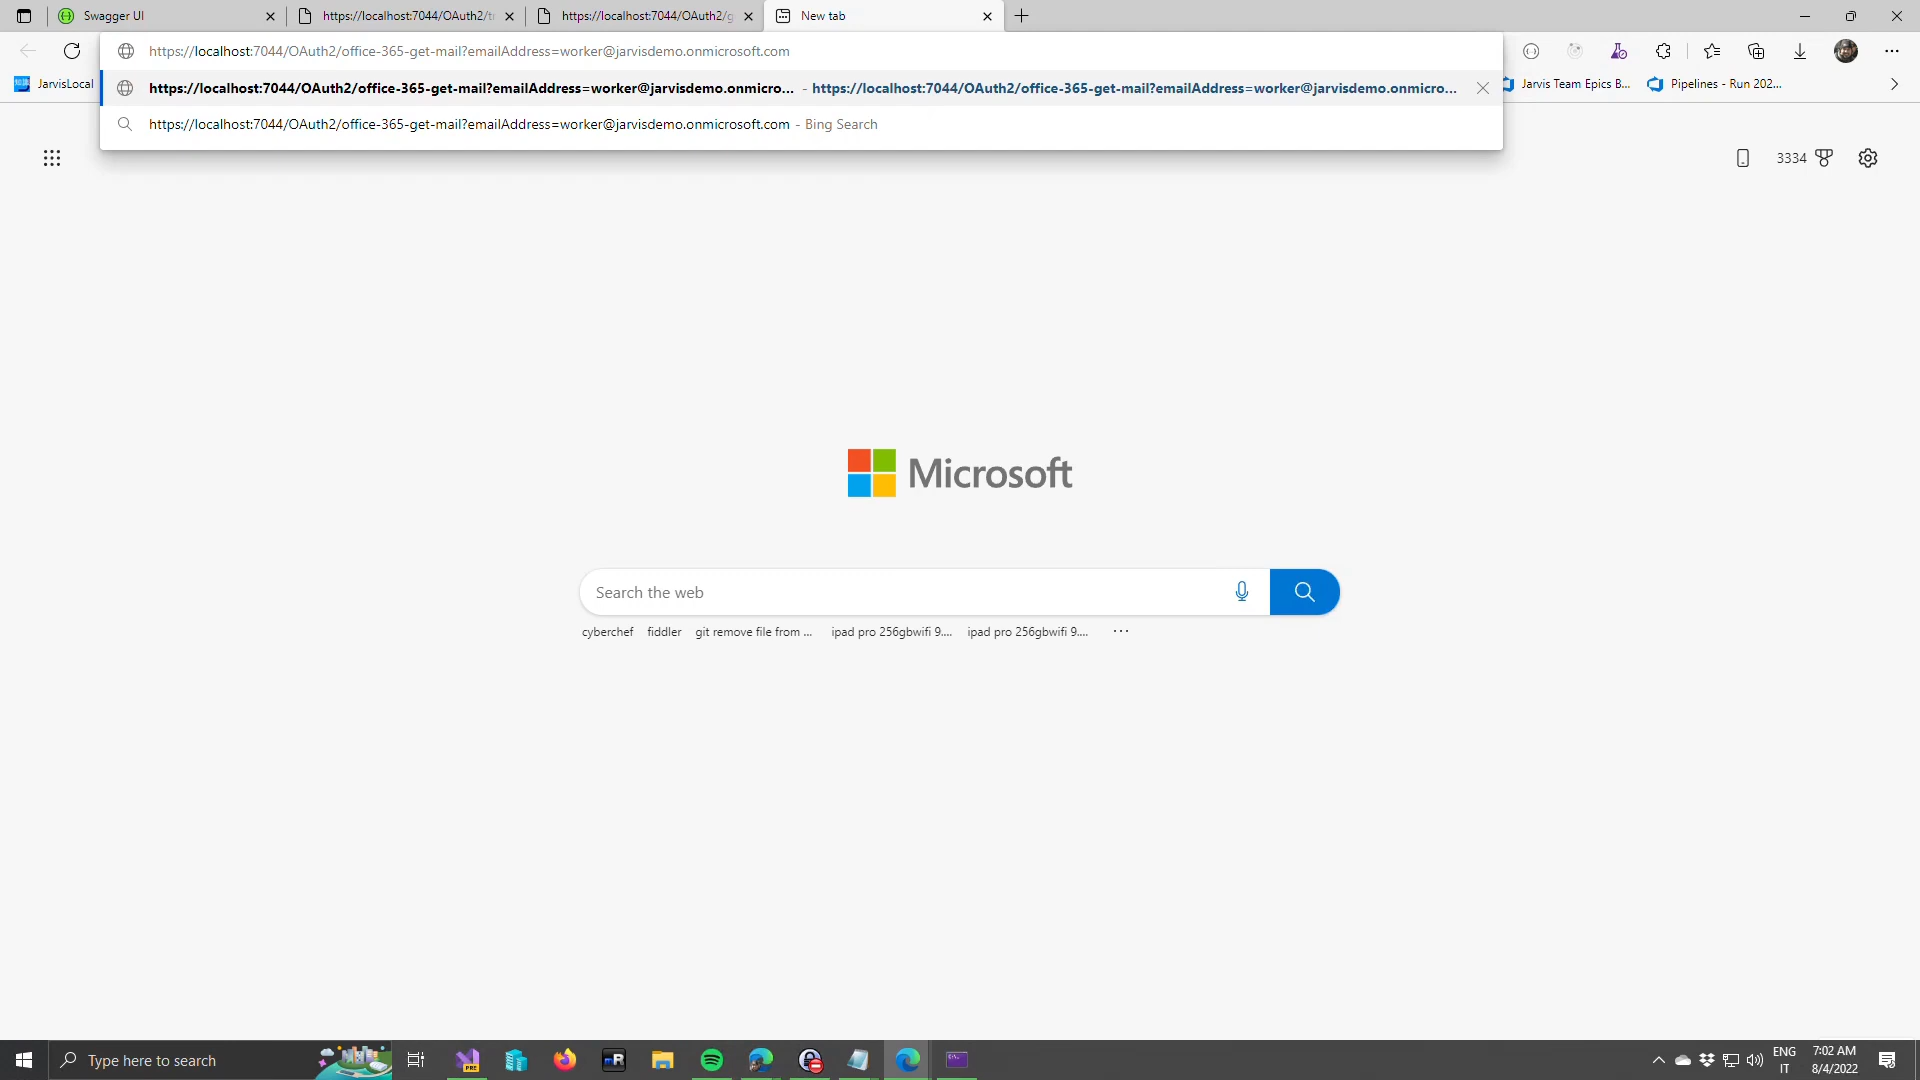 Swagger UI
https://localhost:7044/OAuth2/tr
https://localhost:7044/OAuth2/g
New tab
https://localhost:7044/OAuth2/office-365-get-mail?emailAddress=worker@jarvisdemo.onmicrosoft.com
JarvisLocal
https://localhost:7044/OAuth2/office-365-get-mail?emailAddress=worker@jarvisdemo.onmicro... - https://localhost:7044/OAuth2/office-365-get-mail?emailAddress=worker@jarvisdemo.onmicro...
Jarvis Team Epics B...
Pipelines - Run 202...
https://localhost:7044/OAuth2/office-365-get-mail?emailAddress=worker@jarvisdemo.onmicrosoft.com - Bing Search
3334
Microsoft
Search the web
cyberchef fiddler git remove file from ... ipad pro 256gbwifi 9.... ipad pro 256gbwifi 9.... ...
Type here to search
PRE
R
ENG
IT
7:02 AM
8/4/2022